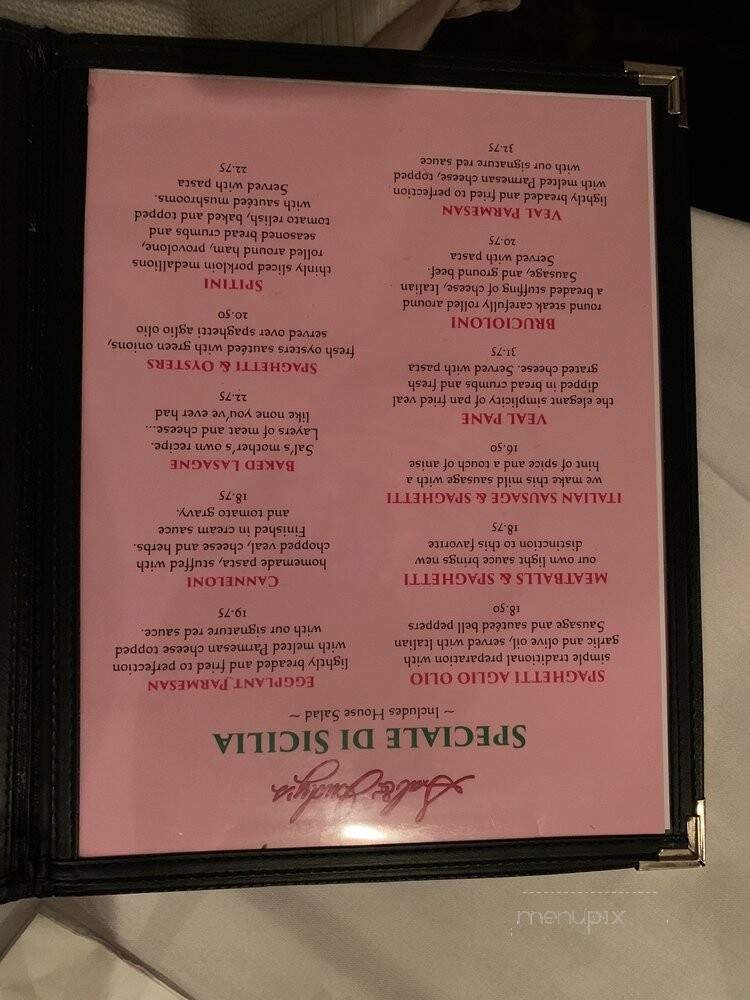 Sal & Judy's
SPECIALE DI SICILIA
~ Includes House Salad ~
SPAGHETTI AGLIO OLIO
simple traditional preparation with
garlic and olive oil, served with Italian
Sausage and sautéed bell peppers
18.50
MEATBALLS & SPAGHETTI
our own light sauce brings new
distinction to this favorite
18.75
ITALIAN SAUSAGE & SPAGHETTI
we make this mild sausage with a
hint of spice and a touch of anise
16.50
VEAL PANE
the elegant simplicity of pan fried veal
dipped in bread crumbs and fresh
grated cheese. Served with pasta
31.75
BRUCIOLONI
round steak carefully rolled around
a breaded stuffing of cheese, Italian
Sausage, and ground beef.
Served with pasta
20.75
VEAL PARMESAN
lightly breaded and fried to perfection
with melted Parmesan cheese, topped
with our signature red sauce
32.75
EGGPLANT PARMESAN
lightly breaded and fried to perfection
with melted Parmesan cheese topped
with our signature red sauce.
19.75
CANNELONI
homemade pasta, stuffed with
chopped veal, cheese and herbs.
Finished in cream sauce
and tomato gravy.
18.75
BAKED LASAGNE
Sal's mother's own recipe.
Layers of meat and cheese...
like none you've ever had
22.75
SPAGHETTI & OYSTERS
fresh oysters sautéed with green onions,
served over spaghetti aglio olio
20.50
SPITINI
thinly sliced porkloin medallions
rolled around ham, provolone,
seasoned bread crumbs and
tomato relish, baked and topped
with sautéed mushrooms.
Served with pasta
22.75
menupix